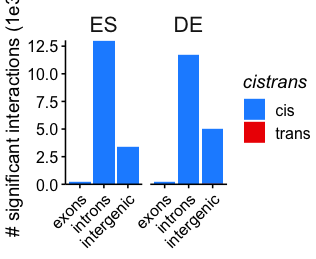 ES DE
# significant interactions (1e3
12.5
10.0
7.5
5.0
2.5
0.0
exons introns intergenic exons introns intergenic
cistrans
cis
trans